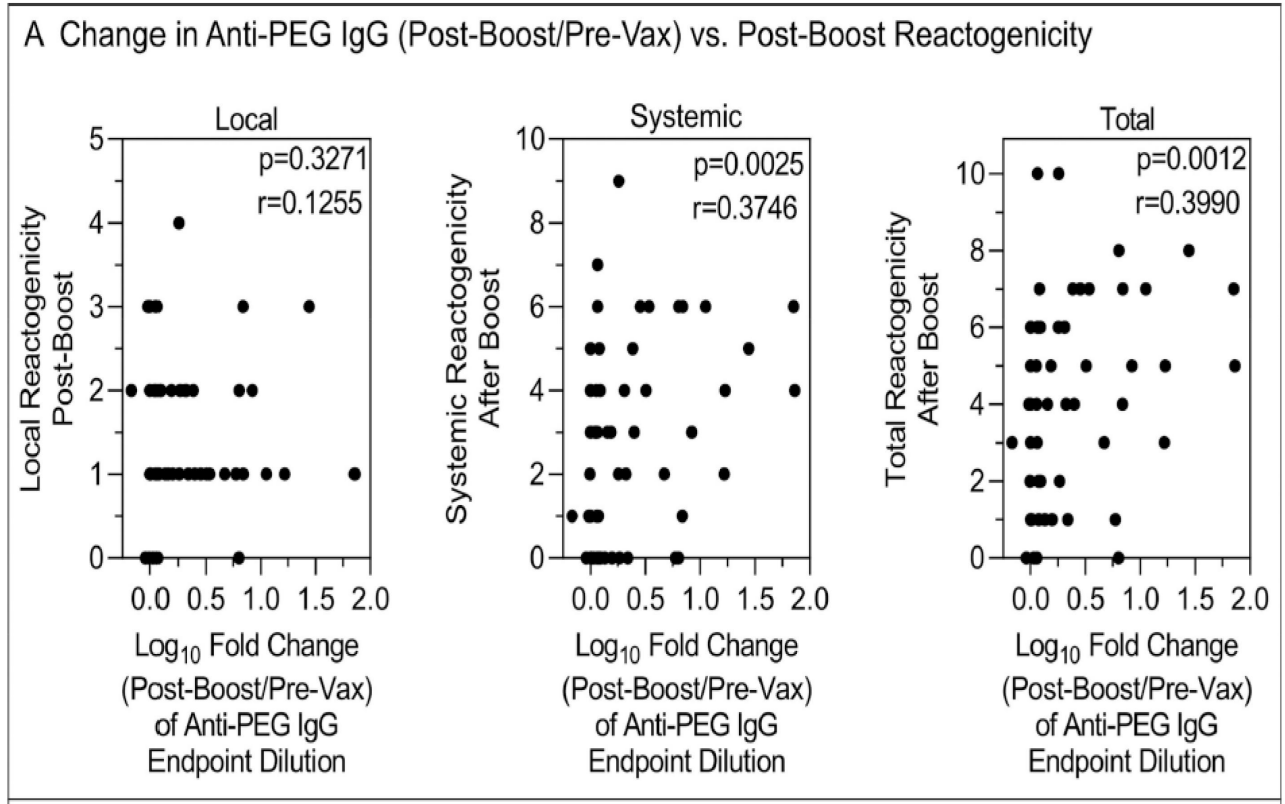 A Change in Anti-PEG IgG (Post-Boost/Pre-Vax) vs. Post-Boost Reactogenicity
Local
p=0.3271
r=0.1255
5
4
3
2
1
0
Local Reactogenicity
Post-Boost
0.0 0.5 1.0 1.5 2.0
Log₁₀ Fold Change
(Post-Boost/Pre-Vax)
of Anti-PEG IgG
Endpoint Dilution
Systemic
p=0.0025
r=0.3746
10
8
6
4
2
0
Systemic Reactogenicity
After Boost
0.0 0.5 1.0 1.5 2.0
Log₁₀ Fold Change
(Post-Boost/Pre-Vax)
of Anti-PEG IgG
Endpoint Dilution
Total
p=0.0012
r=0.3990
10
8
6
4
2
0
Total Reactogenicity
After Boost
0.0 0.5 1.0 1.5 2.0
Log₁₀ Fold Change
(Post-Boost/Pre-Vax)
of Anti-PEG IgG
Endpoint Dilution